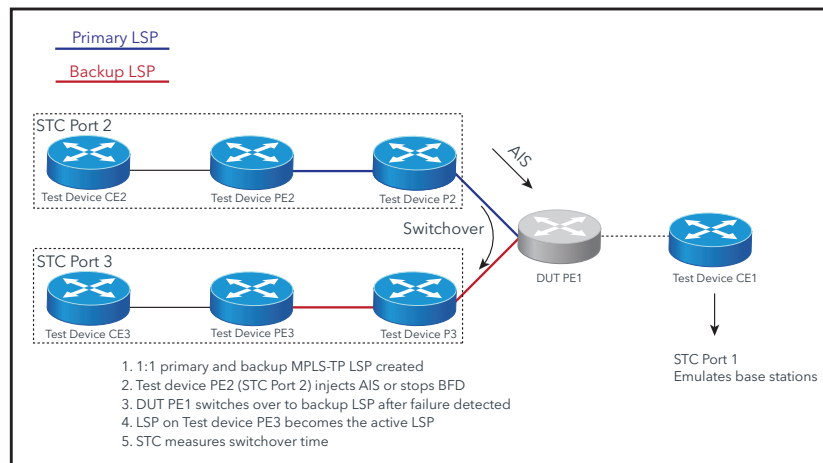 Primary LSP
Backup LSP
STC Port 2
Test Device CE2
Test Device PE2
Test Device P2
AIS
Switchover
DUT PE1
Test Device CE1
STC Port 3
Test Device CE3
Test Device PE3
Test Device P3
STC Port 1
Emulates base stations
1. 1:1 primary and backup MPLS-TP LSP created
2. Test device PE2 (STC Port 2) injects AIS or stops BFD
3. DUT PE1 switches over to backup LSP after failure detected
4. LSP on Test device PE3 becomes the active LSP
5. STC measures switchover time